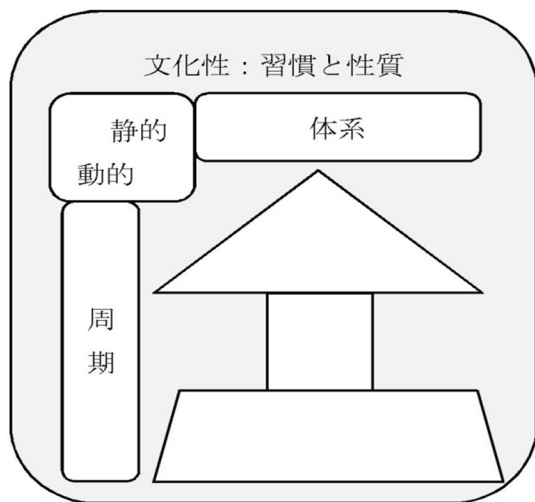 文化性：習慣と性質
静的
動的
体系
周
期